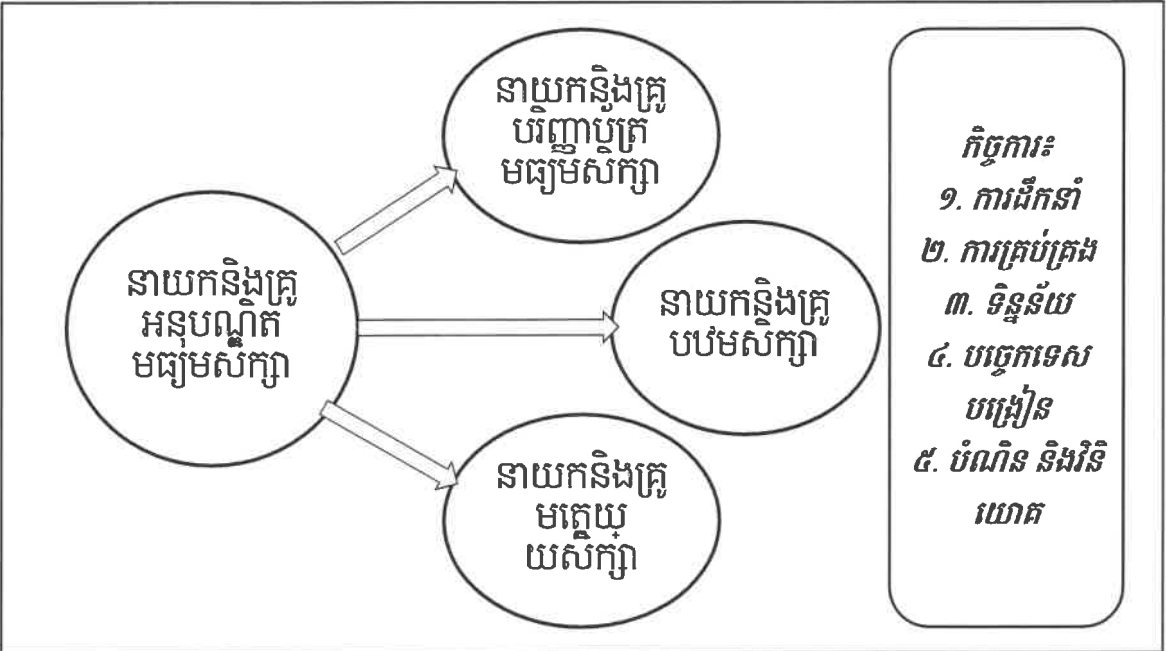 នាយកនិងគ្រូ
បរិញ្ញាប័ត្រ
មធ្យមសិក្សា
នាយកនិងគ្រូ
អនុបណ្ឌិត
មធ្យមសិក្សា
នាយកនិងគ្រូ
បឋមសិក្សា
នាយកនិងគ្រូ
មត្តេយ្
យសិក្សា
កិច្ចការ៖
១. ការដឹកនាំ
២. ការគ្រប់គ្រង
៣. ទិន្នន័យ
៤. បច្ចេកទេស
បង្រៀន
៥. បំណិន និងវិនិ
យោគ